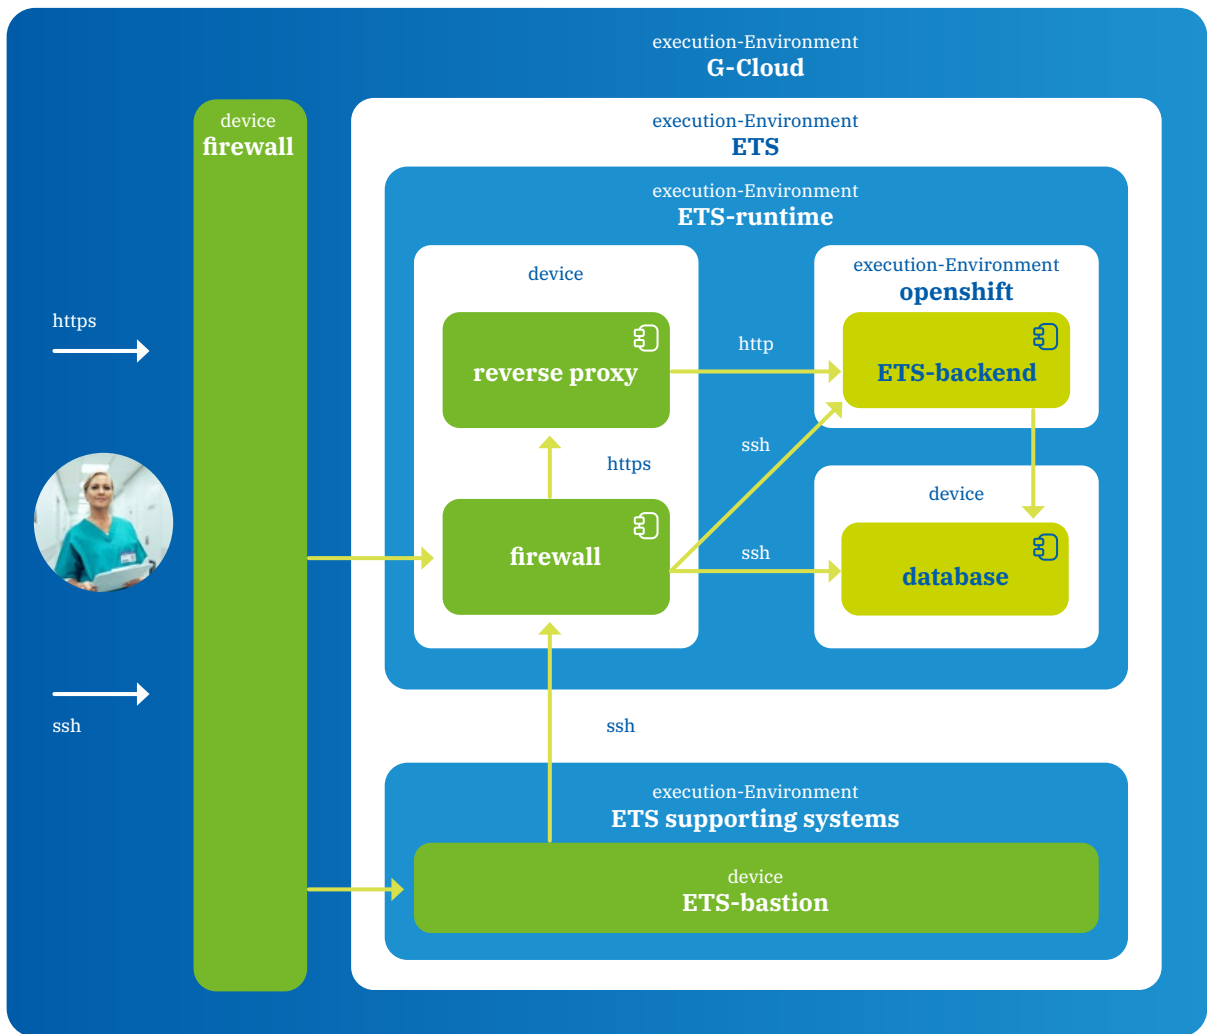 execution-Environment
G-Cloud
device
firewall
execution-Environment
ETS
execution-Environment
ETS-runtime
device
execution-Environment
openshift
https
reverse proxy
http
ETS-backend
https
ssh
device
firewall
ssh
database
ssh
ssh
execution-Environment
ETS supporting systems
device
ETS-bastion